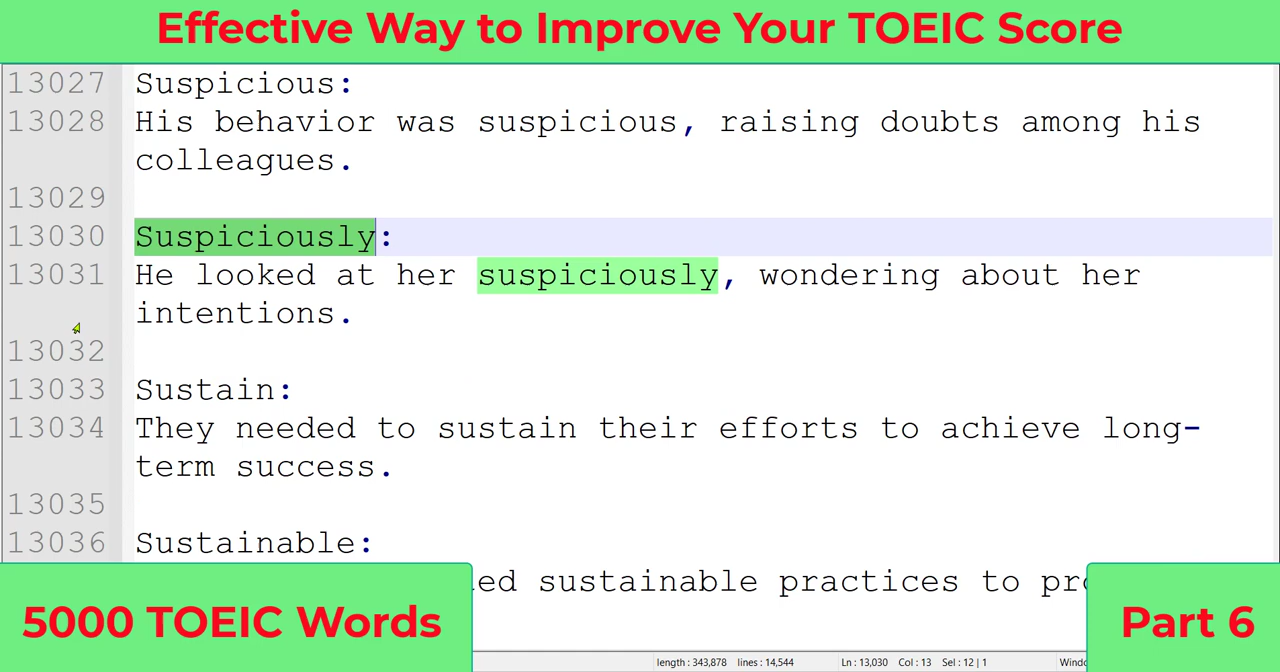 Effective Way to Improve Your TOEIC Score
13027 Suspicious:
13028 His behavior was suspicious, raising doubts among his
colleagues.
13029
13030 Suspiciously:
13031 He looked at her suspiciously, wondering about her
intentions.
13032
13033 Sustain:
13034 They needed to sustain their efforts to achieve long-
term success.
13035
13036 Sustainable:
sustainable practices to
5000 TOEIC Words
Part 6
length : 343,878 lines : 14,544 Ln : 13,030 Col : 13 Sel : 12 | 1